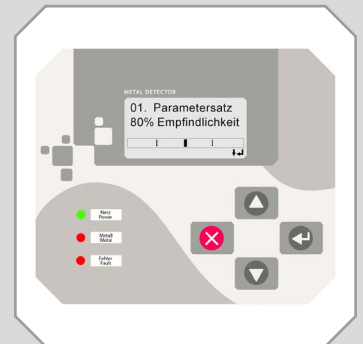 METAL DETECTOR
01. Parametersatz
80% Empfindlichkeit
Netz
Power
Metall
Metal
Fehler
Fault